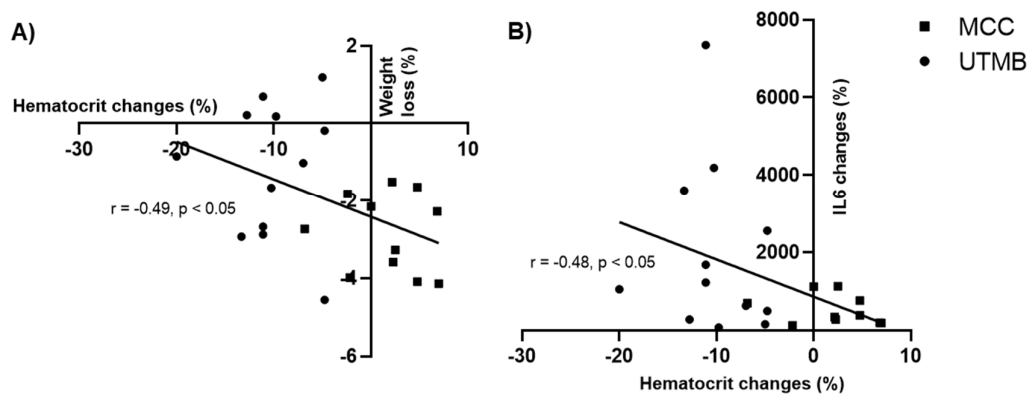 A)
2
Weight
loss (%)
Hematocrit changes (%)
-30
-20
-10
10
-2
-4
-6
r = -0.49, p < 0.05
B)
8000
MCC
UTMB
6000
IL6 changes (%)
4000
2000
r = -0.48, p < 0.05
-30
-20
-10
0
10
Hematocrit changes (%)